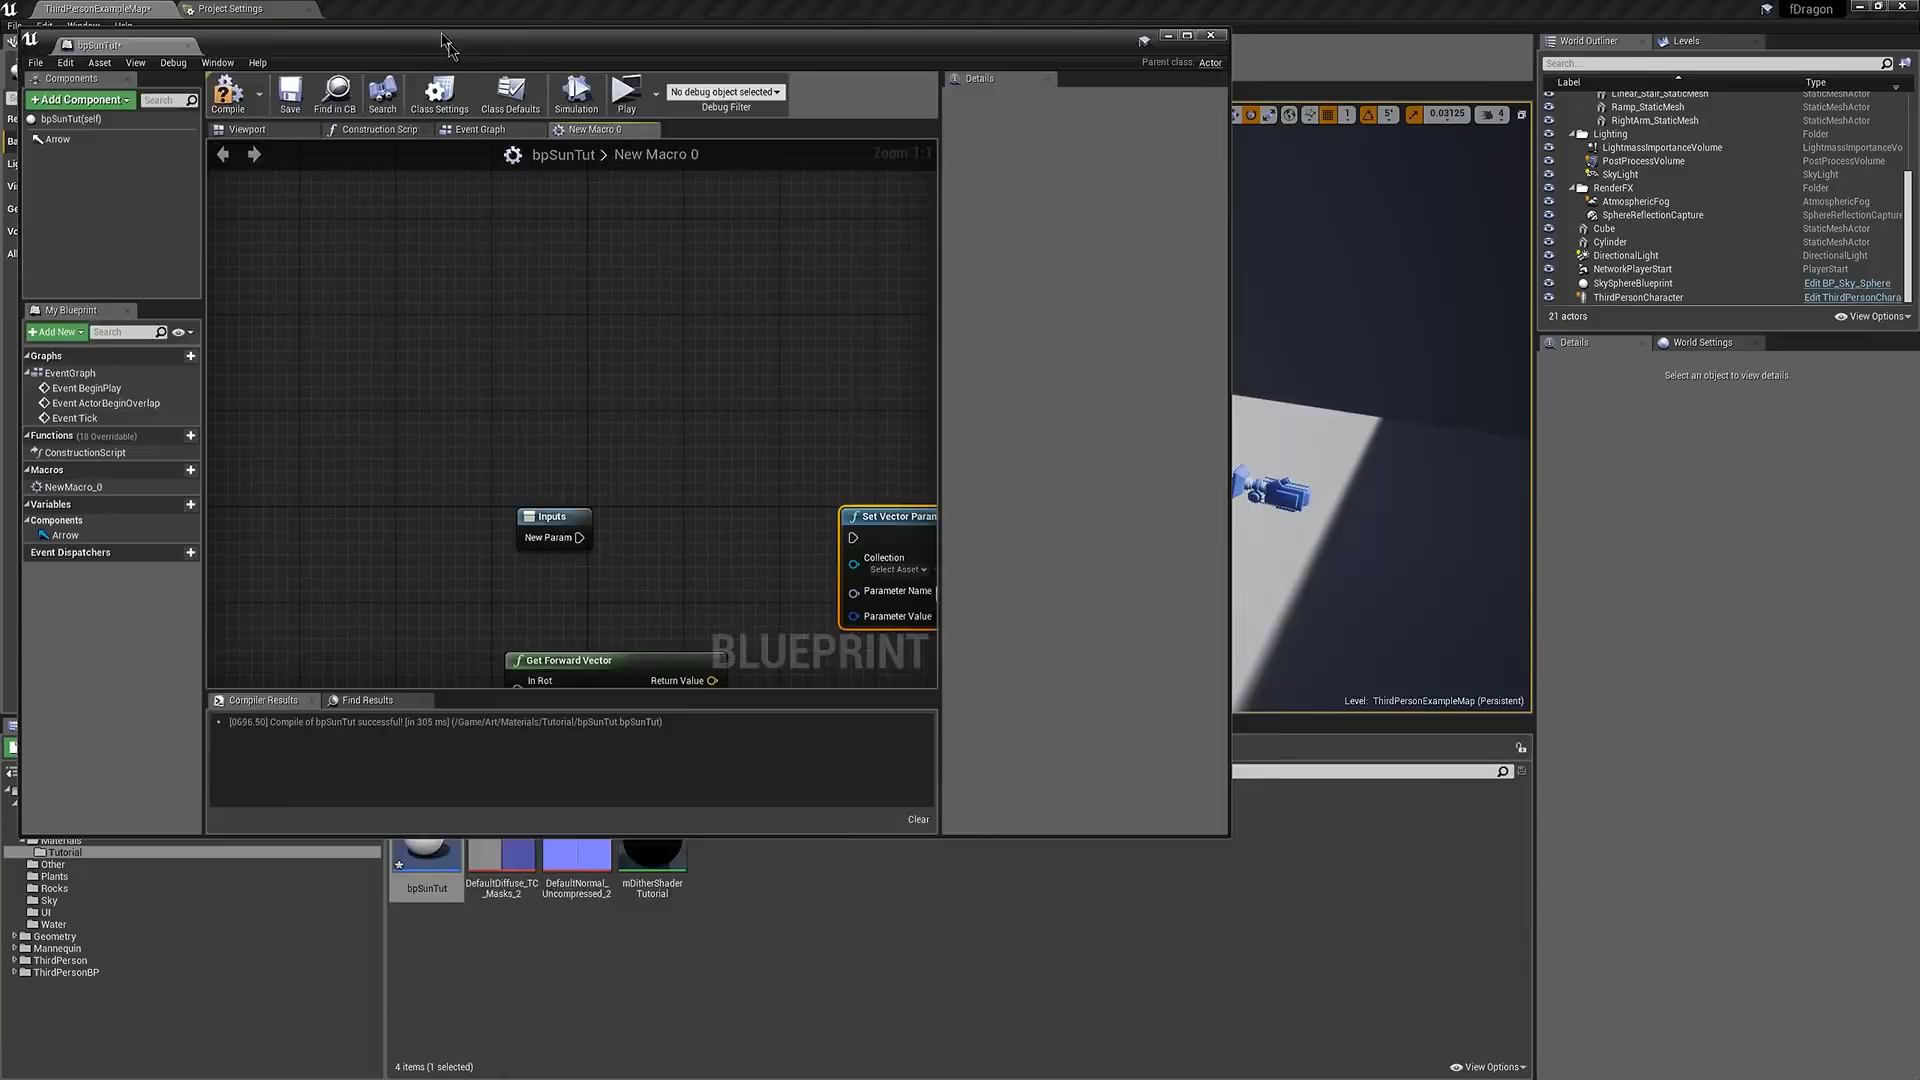 ThirdPersonExampleMap*
Project Settings
fDragon
File Edit Window Help
bpSunTut*
File Edit Asset View Debug Window Help
Parent class: Actor
Components
+Add Component
Search
bpSunTut(self)
Arrow
Compile
Save
Find in CB
Search
Class Settings
Class Defaults
Simulation
Play
No debug object selected
Debug Filter
Viewport
Construction Scrip
Event Graph
New Macro 0
bpSunTut > New Macro 0
Zoom 1:1
My Blueprint
+Add New
Search
Graphs
EventGraph
Event BeginPlay
Event ActorBeginOverlap
Event Tick
Functions (18 Overridable)
ConstructionScript
Macros
NewMacro_0
Variables
Components
Arrow
Event Dispatchers
Inputs
New Param
Set Vector Param
Collection
Select Asset
Parameter Name
Parameter Value
Get Forward Vector
In Rot
Return Value
BLUEPRINT
Compiler Results
Find Results
[0696.50] Compile of bpSunTut successful! [in 305 ms] (/Game/Art/Materials/Tutorial/bpSunTut.bpSunTut)
Clear
Details
1
5°
0.03125
4
Level: ThirdPersonExampleMap (Persistent)
World Outliner
Levels
Search...
Label Type
Linear_Stair_StaticMesh StaticMeshActor
Ramp_StaticMesh StaticMeshActor
RightArm_StaticMesh StaticMeshActor
Lighting Folder
LightmassImportanceVolume LightmassImportanceVo
PostProcessVolume PostProcessVolume
SkyLight SkyLight
RenderFX Folder
AtmosphericFog AtmosphericFog
SphereReflectionCapture SphereReflectionCapture
Cube StaticMeshActor
Cylinder StaticMeshActor
DirectionalLight DirectionalLight
NetworkPlayerStart PlayerStart
SkySphereBlueprint Edit BP_Sky_Sphere
ThirdPersonCharacter Edit ThirdPersonChara
21 actors
View Options
Details
World Settings
Select an object to view details.
Materials
Tutorial
Other
Plants
Rocks
Sky
UI
Water
Geometry
Mannequin
ThirdPerson
ThirdPersonBP
bpSunTut
DefaultDiffuse_TC
_Masks_2
DefaultNormal_
Uncompressed_2
mDitherShader
Tutorial
4 items (1 selected)
View Options